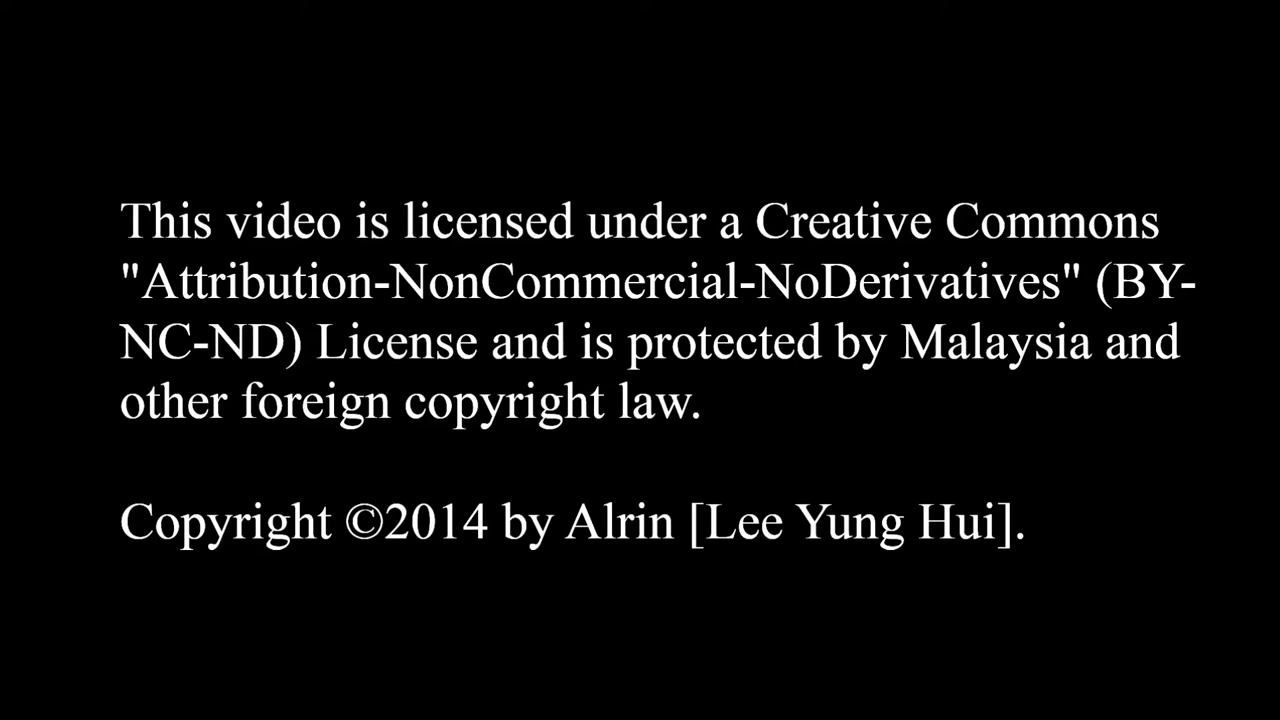 This video is licensed under a Creative Commons
"Attribution-NonCommercial-NoDerivatives" (BY-
NC-ND) License and is protected by Malaysia and
other foreign copyright law.
Copyright ©2014 by Alrin [Lee Yung Hui].